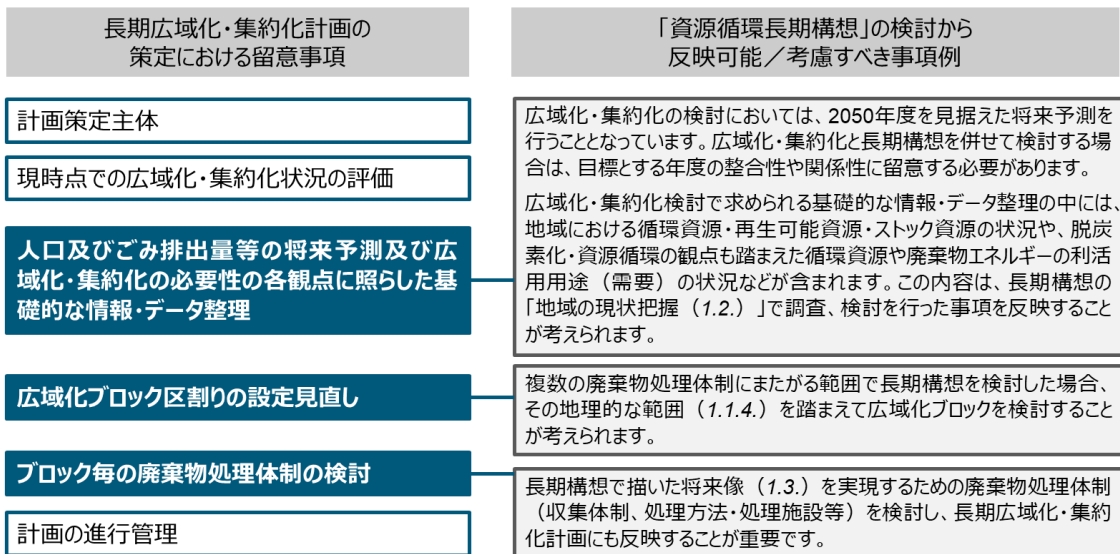 長期広域化・集約化計画の
策定における留意事項
「資源循環長期構想」の検討から
反映可能／考慮すべき事項例
計画策定主体
現時点での広域化・集約化状況の評価
人口及びごみ排出量等の将来予測及び広
域化・集約化の必要性の各観点に照らした基
礎的な情報・データ整理
広域化・集約化の検討においては、2050年度を見据えた将来予測を
行うこととなっています。広域化・集約化と長期構想を併せて検討する場
合は、目標とする年度の整合性や関係性に留意する必要があります。
広域化・集約化検討で求められる基礎的な情報・データ整理の中には、
地域における循環資源・再生可能資源・ストック資源の状況や、脱炭
素化・資源循環の観点も踏まえた循環資源や廃棄物エネルギーの利活
用用途（需要）の状況などが含まれます。この内容は、長期構想の
「地域の現状把握（1.2.）」で調査、検討を行った事項を反映すること
が考えられます。
広域化ブロック区割りの設定見直し
複数の廃棄物処理体制にまたがる範囲で長期構想を検討した場合、
その地理的な範囲（1.1.4.）を踏まえて広域化ブロックを検討すること
が考えられます。
ブロック毎の廃棄物処理体制の検討
計画の進行管理
長期構想で描いた将来像（1.3.）を実現するための廃棄物処理体制
（収集体制、処理方法・処理施設等）を検討し、長期広域化・集約
化計画にも反映することが重要です。